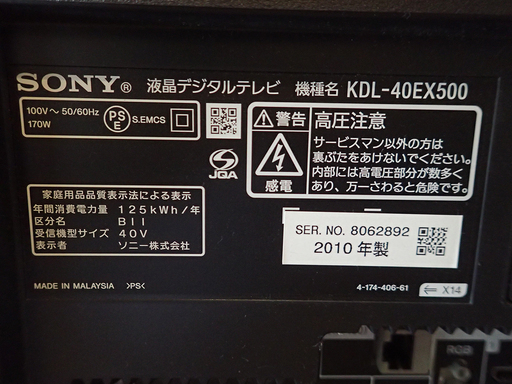 SONY® 液晶デジタルテレビ 機種名 KDL-40EX500
100V～50/60Hz
170W
PSE
S.EMCS
JQA
警告 高圧注意
サービスマン以外の方は
裏ぶたをあけないでください。
内部には高電圧部分が数多く
あり、万一さわると危険です。
感電
家庭用品品質表示法による表示
年間消費電力量 125kWh/年
区分名 BII
受信機型サイズ 40V
表示者 ソニー株式会社
SER. NO. 8062892
2010 年製
MADE IN MALAYSIA >PS<
4-174-406-61
X14
RGB